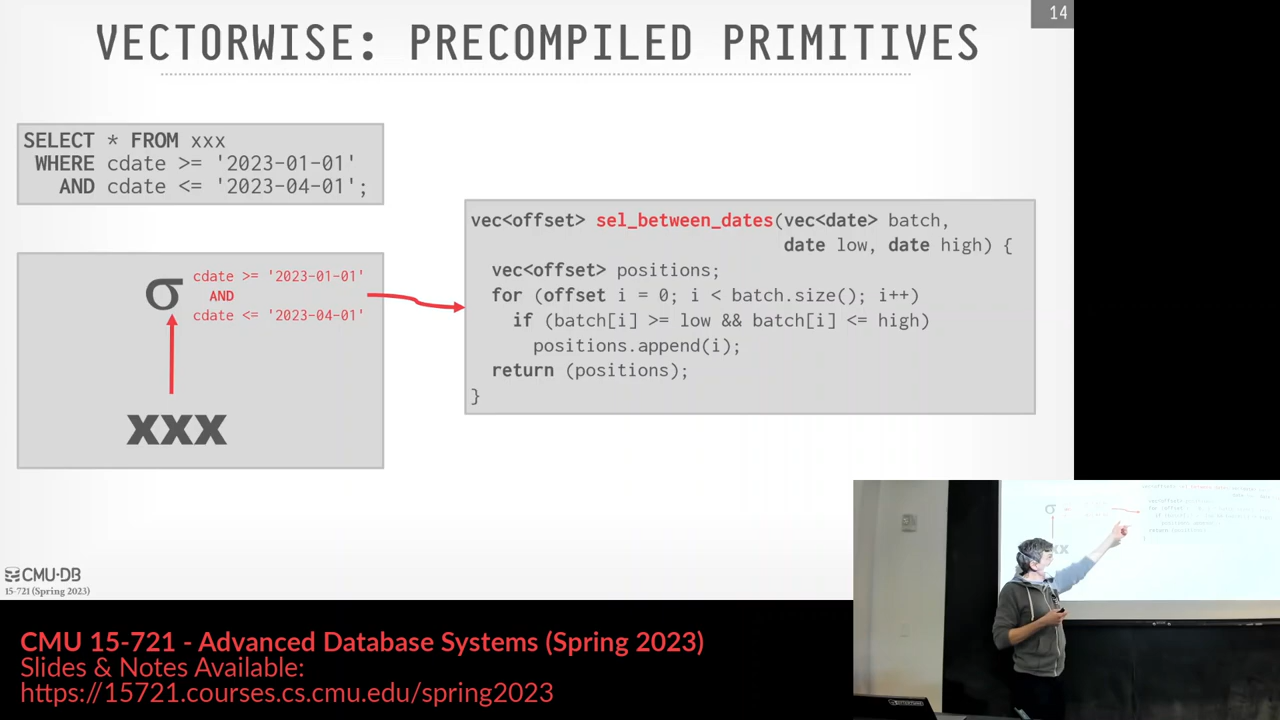 14
VECTORWISE: PRECOMPILED PRIMITIVES
SELECT * FROM xxx
WHERE cdate >= '2023-01-01'
AND cdate <= '2023-04-01';
σ cdate >= '2023-01-01'
AND
cdate <= '2023-04-01'
xxx
vec<offset> sel_between_dates(vec<date> batch,
date low, date high) {
vec<offset> positions;
for (offset i = 0; i < batch.size(); i++)
if (batch[i] >= low && batch[i] <= high)
positions.append(i);
return (positions);
}
CMU·DB
15-721 (Spring 2023)
CMU 15-721 - Advanced Database Systems (Spring 2023)
Slides & Notes Available:
https://15721.courses.cs.cmu.edu/spring2023